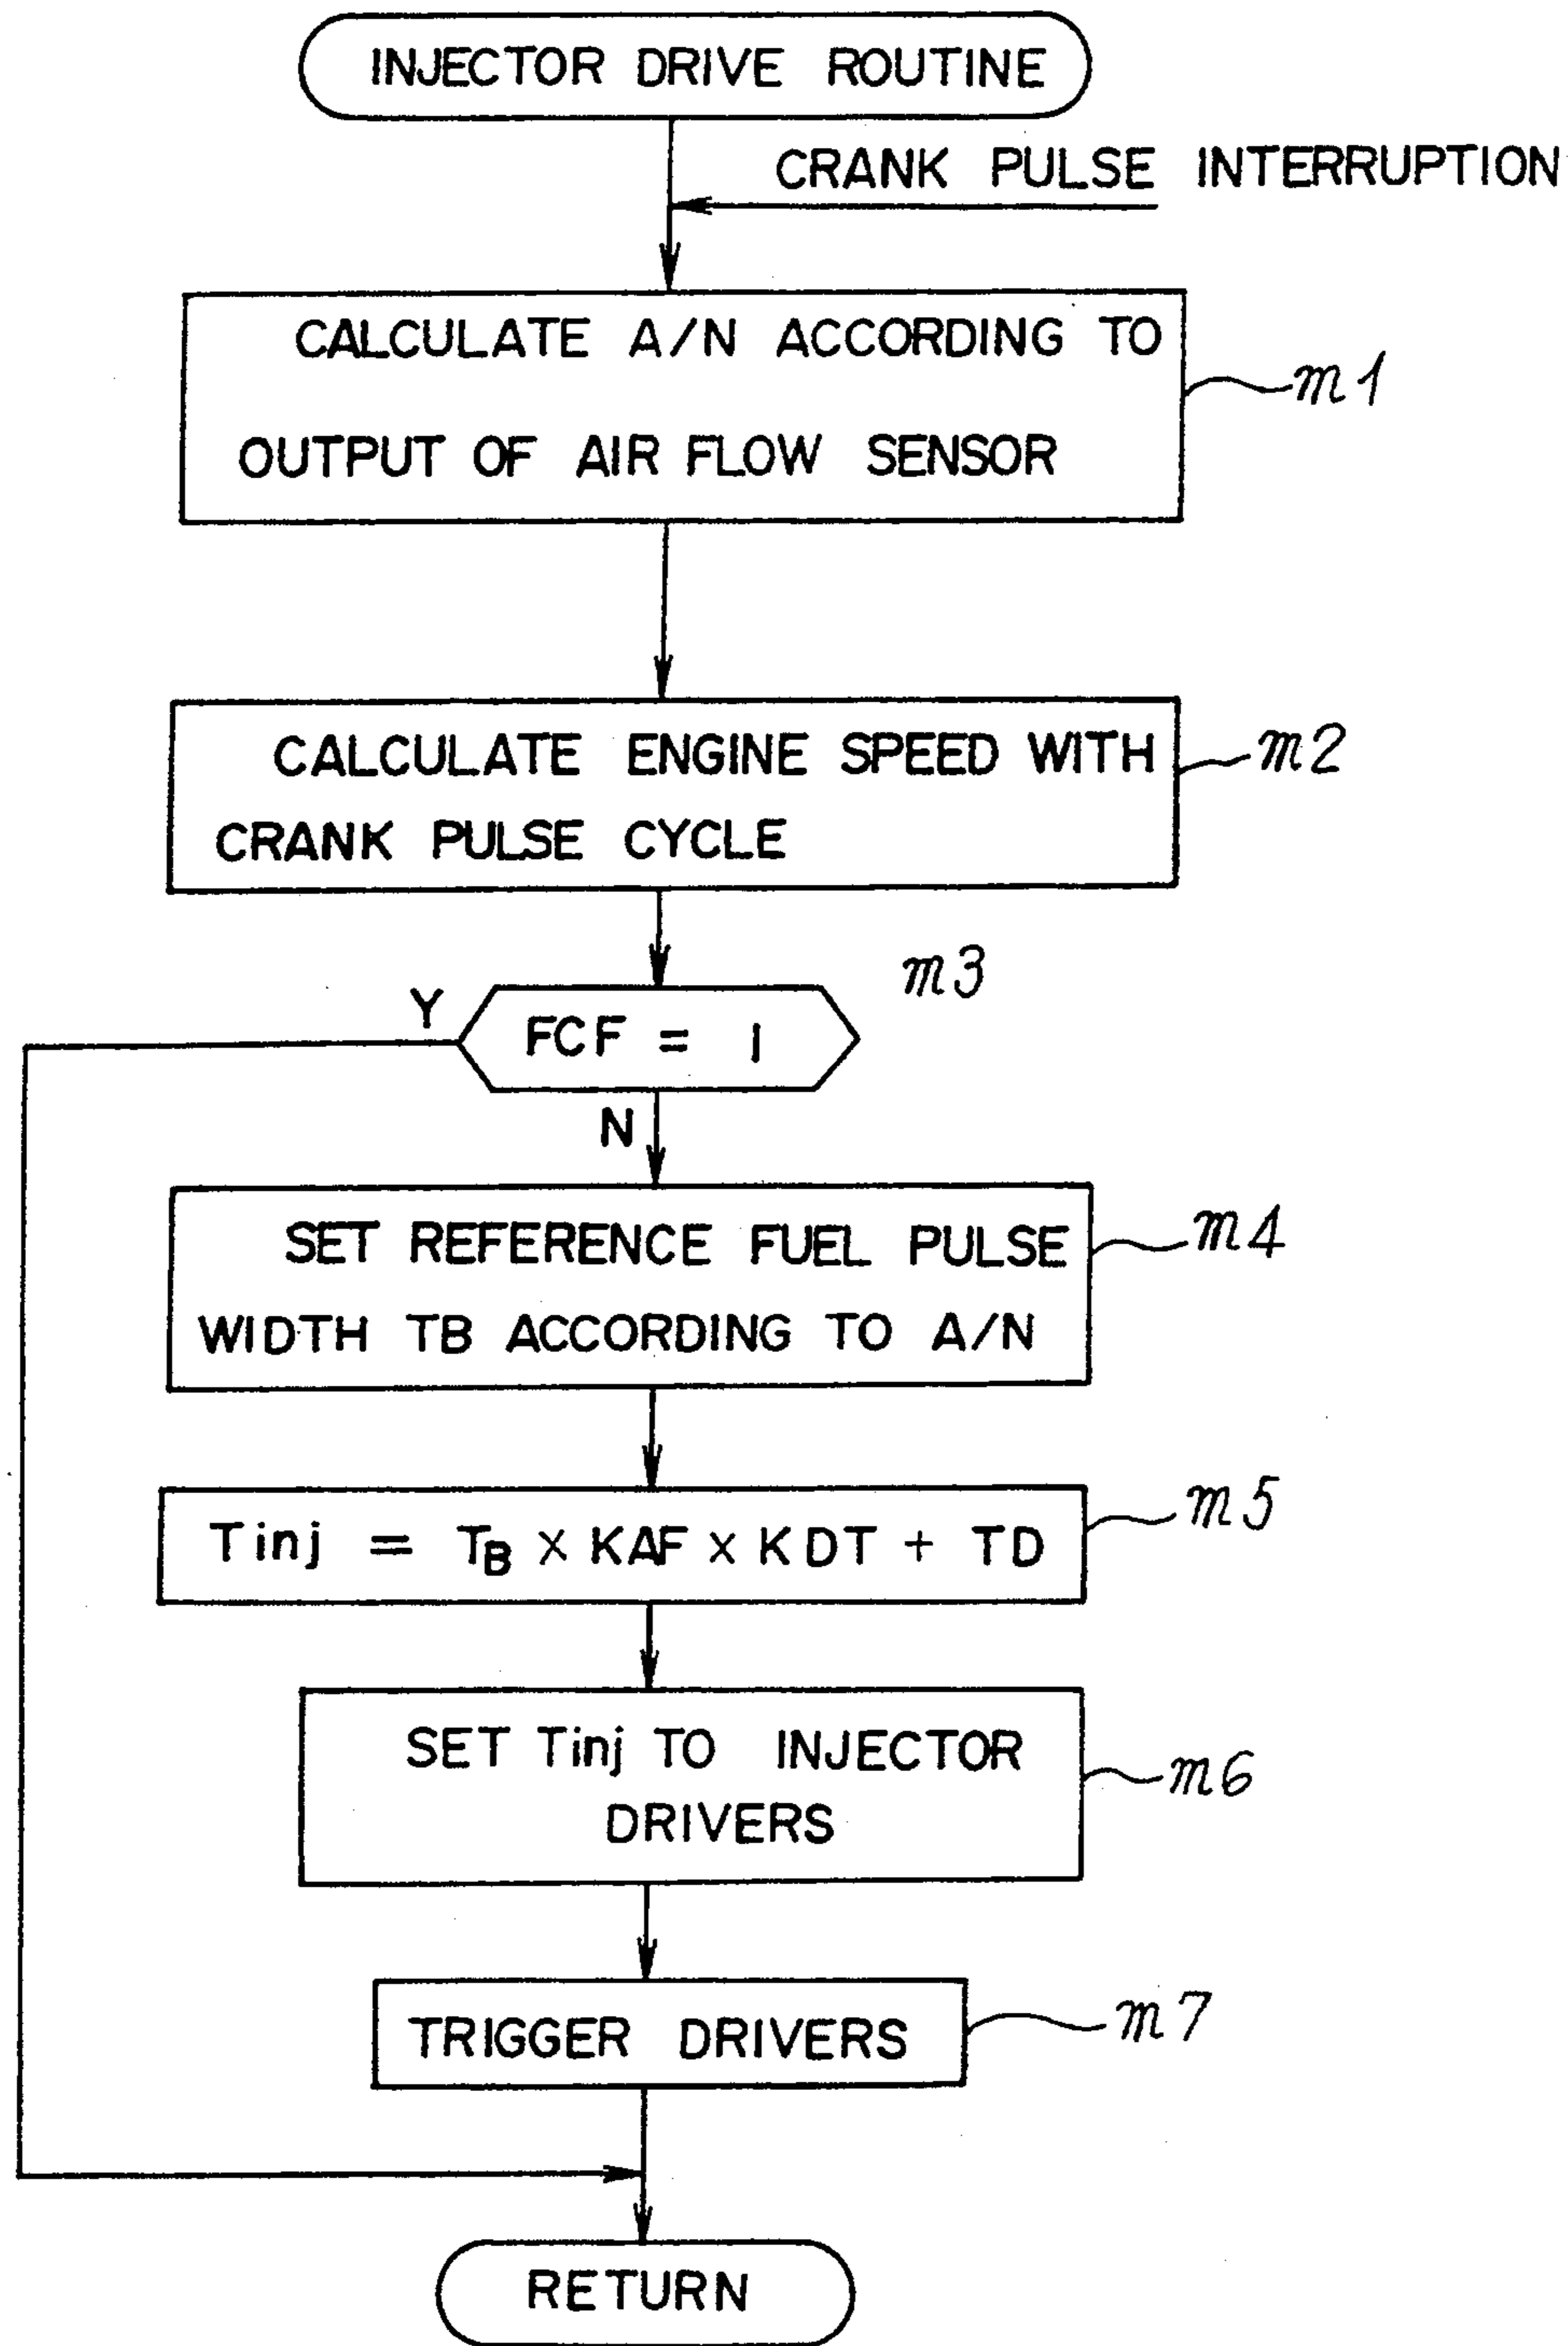 INJECTOR DRIVE ROUTINE
CRANK PULSE INTERRUPTION
CALCULATE A/N ACCORDING TO
OUTPUT OF AIR FLOW SENSOR
m1
CALCULATE ENGINE SPEED WITH
CRANK PULSE CYCLE
m2
m3
Y
FCF = 1
N
SET REFERENCE FUEL PULSE
WIDTH TB ACCORDING TO A/N
m4
Tinj = TB × KAF × KDT + TD
m5
SET Tinj TO INJECTOR
DRIVERS
m6
TRIGGER DRIVERS
m7
RETURN